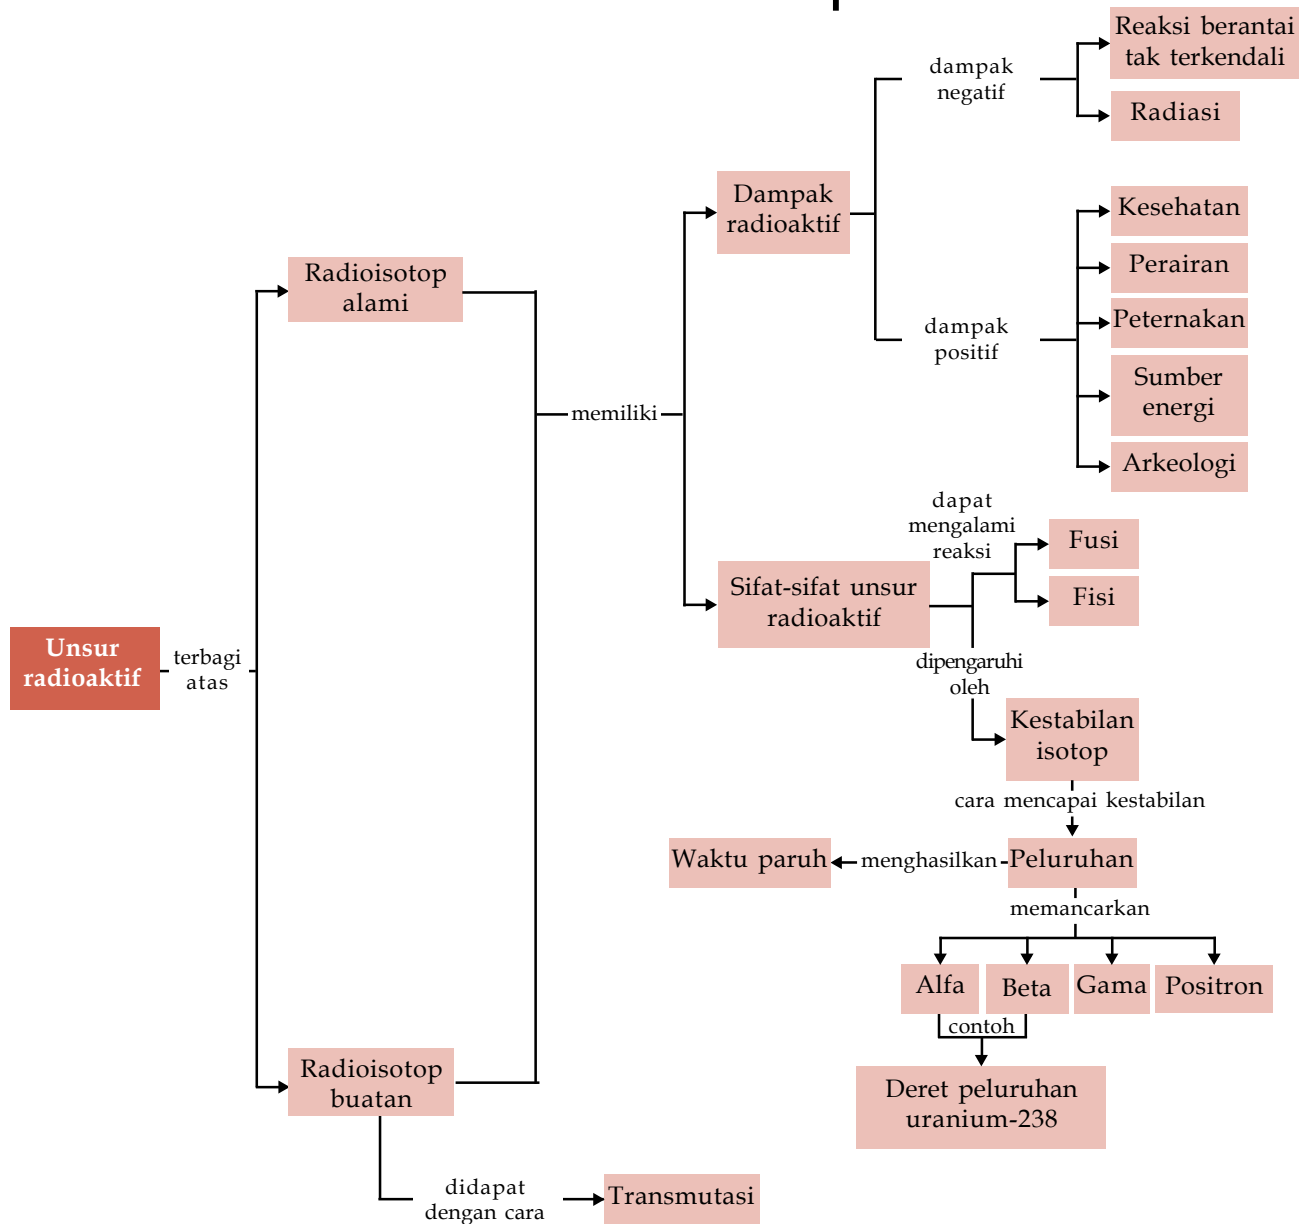 Reaksi berantai
tak terkendali
dampak
negatif
Radiasi
Dampak
radioaktif
Kesehatan
Perairan
Peternakan
dampak
positif
Sumber
energi
Arkeologi
Radioisotop
alami
memiliki
dapat
mengalami
reaksi
Fusi
Fisi
Sifat-sifat unsur
radioaktif
Unsur
radioaktif
terbagi
atas
dipengaruhi
oleh
Kestabilan
isotop
cara mencapai kestabilan
Waktu paruh
menghasilkan
Peluruhan
memancarkan
Alfa
Beta
Gama
Positron
contoh
Deret peluruhan
uranium-238
Radioisotop
buatan
didapat
dengan cara
Transmutasi